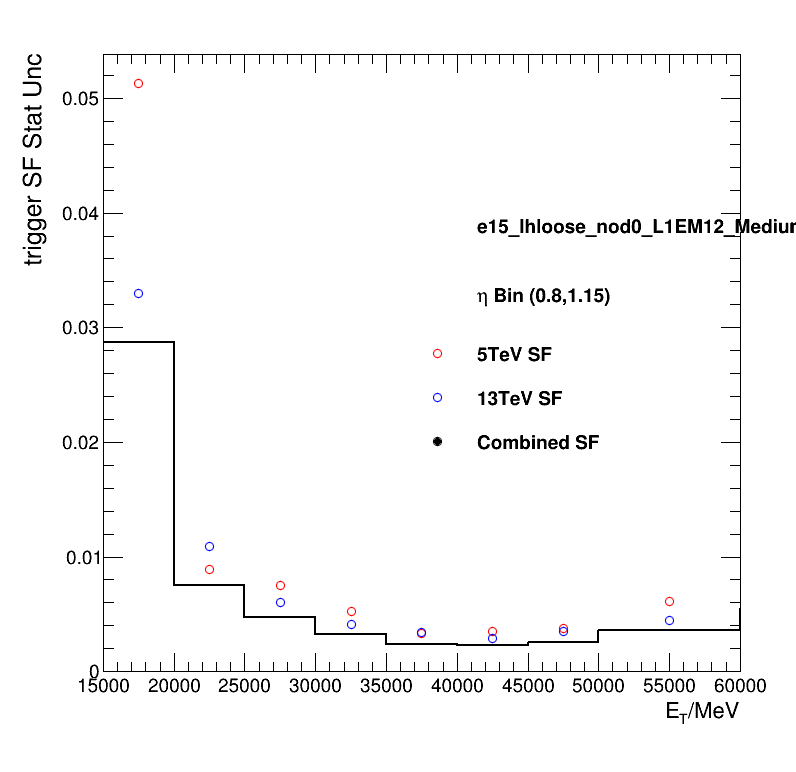 trigger SF Stat Unc
0.05
0.04
0.03
0.02
0.01
0
e15_lhloose_nod0_L1EM12_Medium
η Bin (0.8,1.15)
5TeV SF
13TeV SF
Combined SF
15000 20000 25000 30000 35000 40000 45000 50000 55000 60000
E_T/MeV